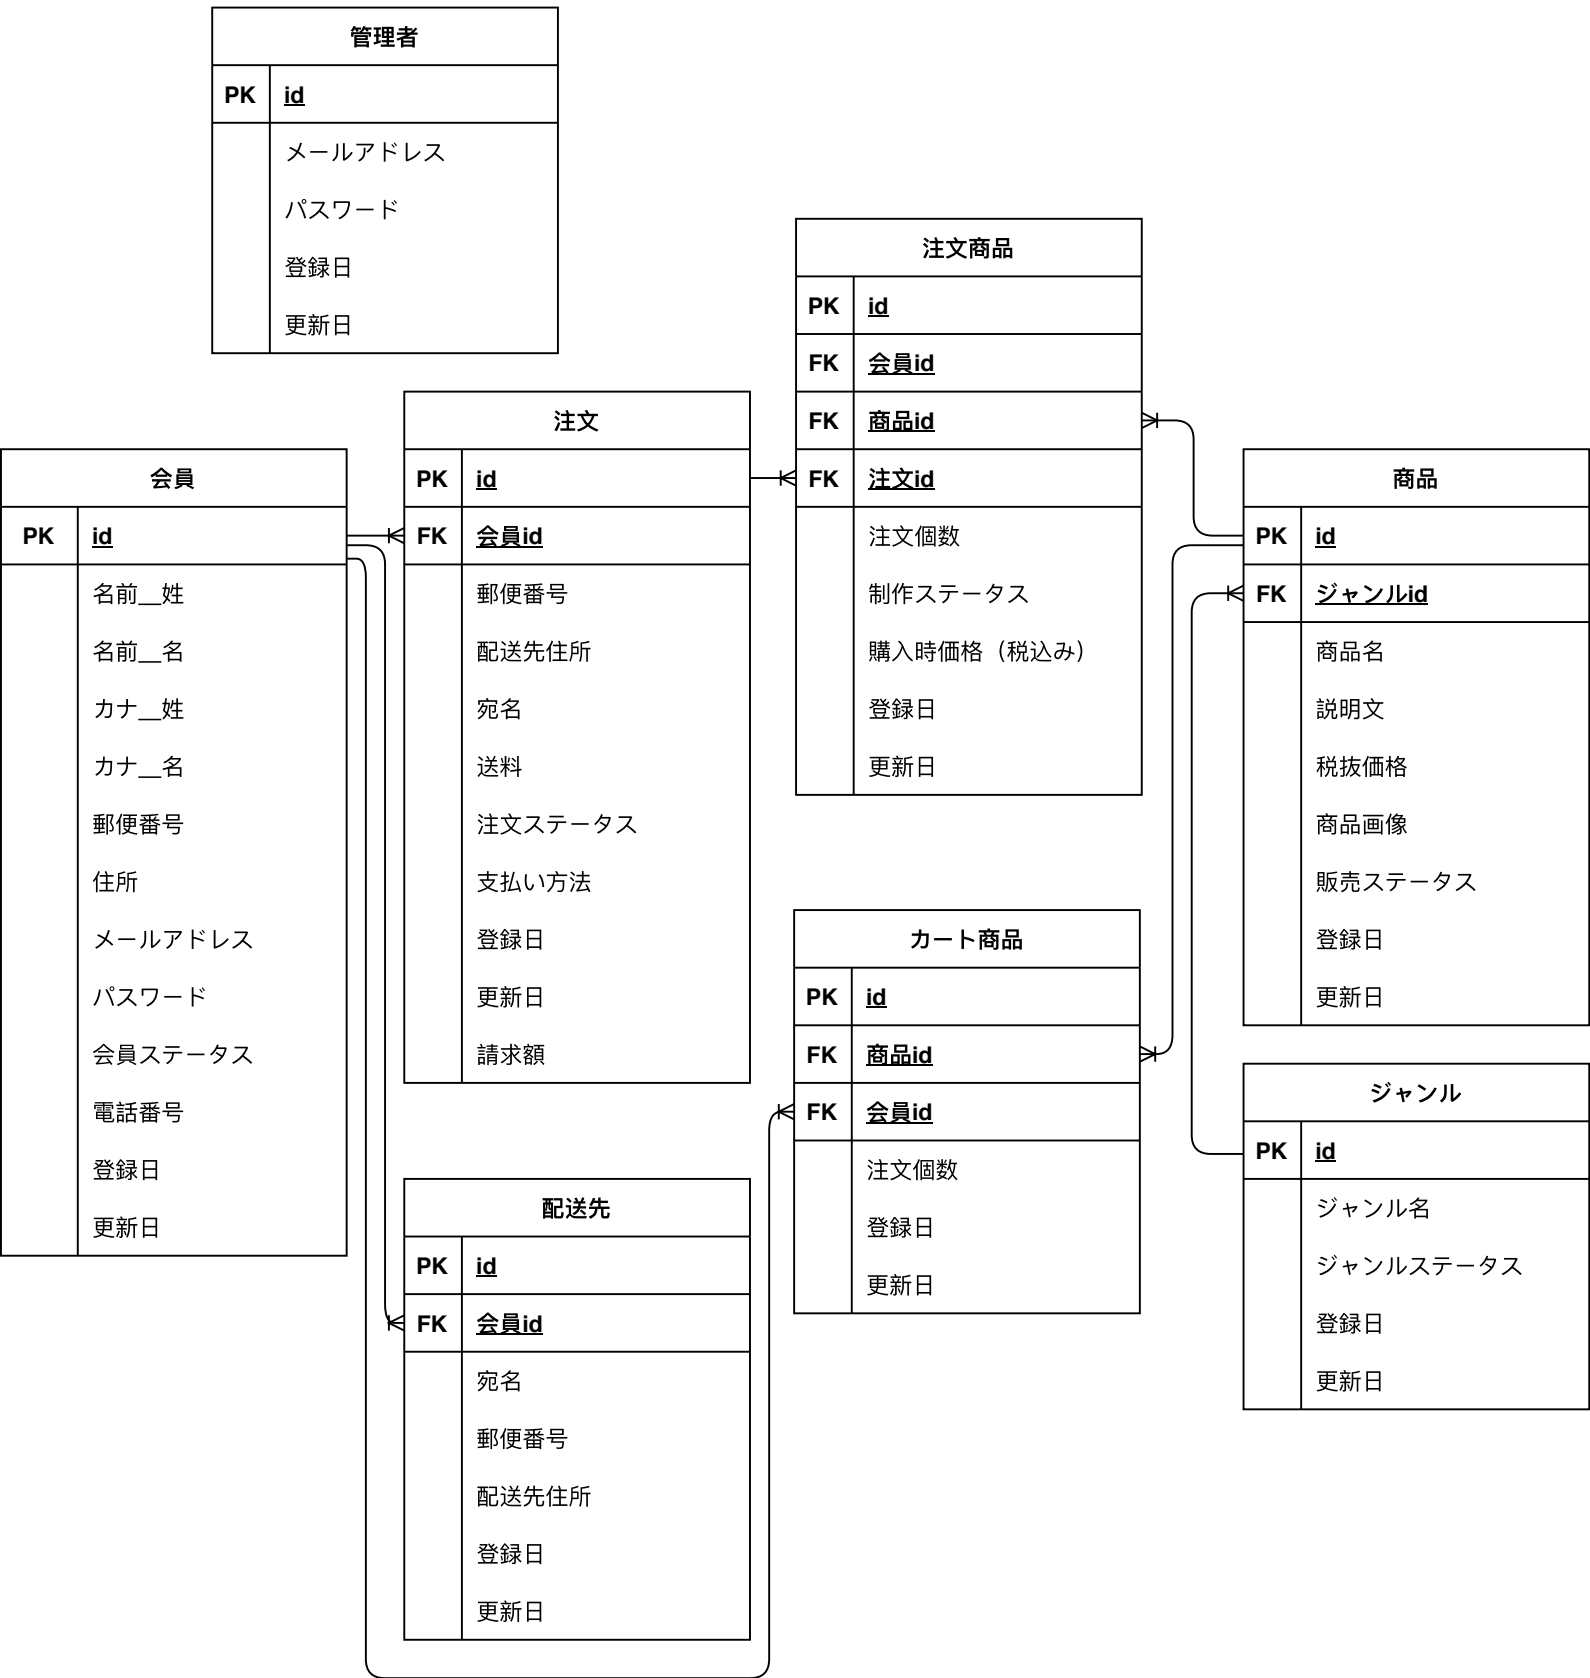 管理者
PK id
メールアドレス
パスワード
登録日
更新日
会員
PK id
名前__姓
名前__名
カナ__姓
カナ__名
郵便番号
住所
メールアドレス
パスワード
会員ステータス
電話番号
登録日
更新日
注文
PK id
FK 会員id
郵便番号
配送先住所
宛名
送料
注文ステータス
支払い方法
登録日
更新日
請求額
配送先
PK id
FK 会員id
宛名
郵便番号
配送先住所
登録日
更新日
注文商品
PK id
FK 会員id
FK 商品id
FK 注文id
注文個数
制作ステータス
購入時価格（税込み）
登録日
更新日
カート商品
PK id
FK 商品id
FK 会員id
注文個数
登録日
更新日
商品
PK id
FK ジャンルid
商品名
説明文
税抜価格
商品画像
販売ステータス
登録日
更新日
ジャンル
PK id
ジャンル名
ジャンルステータス
登録日
更新日